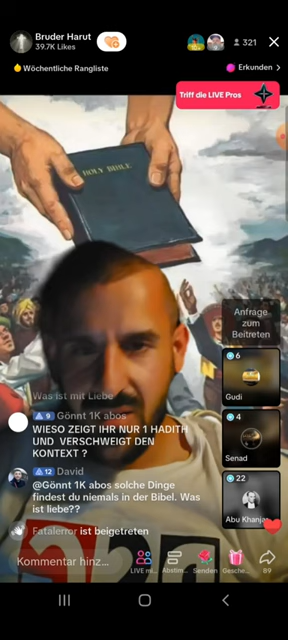 Bruder Harut
39.7K Likes
321
Wöchentliche Rangliste
Erkunden >
Triff die LIVE Pros
HOLY BIBLE
Anfrage
zum
Beitreten
6
Gudi
4
Senad
22
Abu Khanja
Was ist mit Liebe
9 Gönnt 1K abos
WIESO ZEIGT IHR NUR 1 HADITH
UND VERSCHWEIGT DEN
KONTEXT ?
12 David
@Gönnt 1K abos solche Dinge
findest du niemals in der Bibel. Was
ist liebe??
Fatalerror ist beigetreten
Kommentar hinz...
LIVE mi...
Abstim...
Senden
Gesche...
89